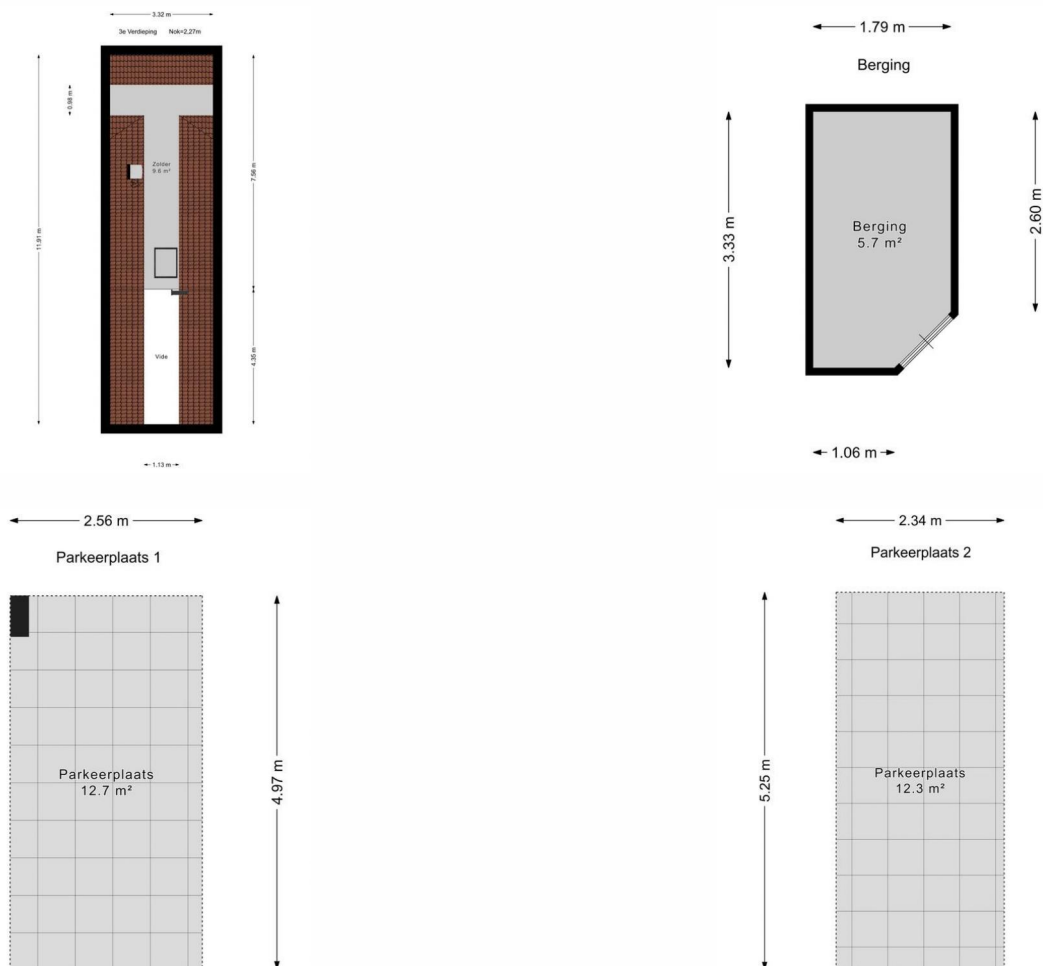 3.32 m
3e Verdieping Nok=2.27m
0.98 m
11.91 m
7.56 m
Zolder
9.6 m²
Vide
4.35 m
1.13 m
1.79 m
Berging
3.33 m
2.60 m
Berging
5.7 m²
1.06 m
2.56 m
Parkeerplaats 1
Parkeerplaats
12.7 m²
4.97 m
2.34 m
Parkeerplaats 2
5.25 m
Parkeerplaats
12.3 m²